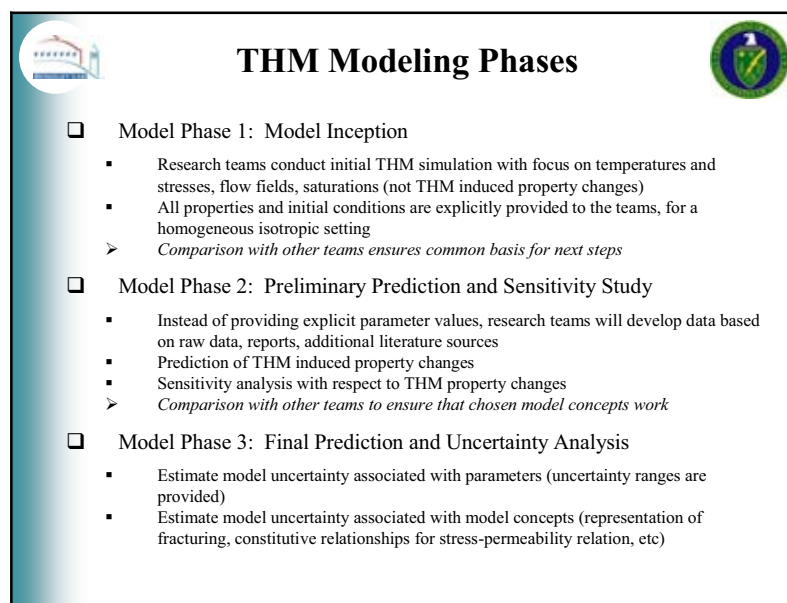 THM Modeling Phases
❑ Model Phase 1: Model Inception
▪ Research teams conduct initial THM simulation with focus on temperatures and
stresses, flow fields, saturations (not THM induced property changes)
▪ All properties and initial conditions are explicitly provided to the teams, for a
homogeneous isotropic setting
➢ Comparison with other teams ensures common basis for next steps
❑ Model Phase 2: Preliminary Prediction and Sensitivity Study
▪ Instead of providing explicit parameter values, research teams will develop data based
on raw data, reports, additional literature sources
▪ Prediction of THM induced property changes
▪ Sensitivity analysis with respect to THM property changes
➢ Comparison with other teams to ensure that chosen model concepts work
❑ Model Phase 3: Final Prediction and Uncertainty Analysis
▪ Estimate model uncertainty associated with parameters (uncertainty ranges are
provided)
▪ Estimate model uncertainty associated with model concepts (representation of
fracturing, constitutive relationships for stress-permeability relation, etc)